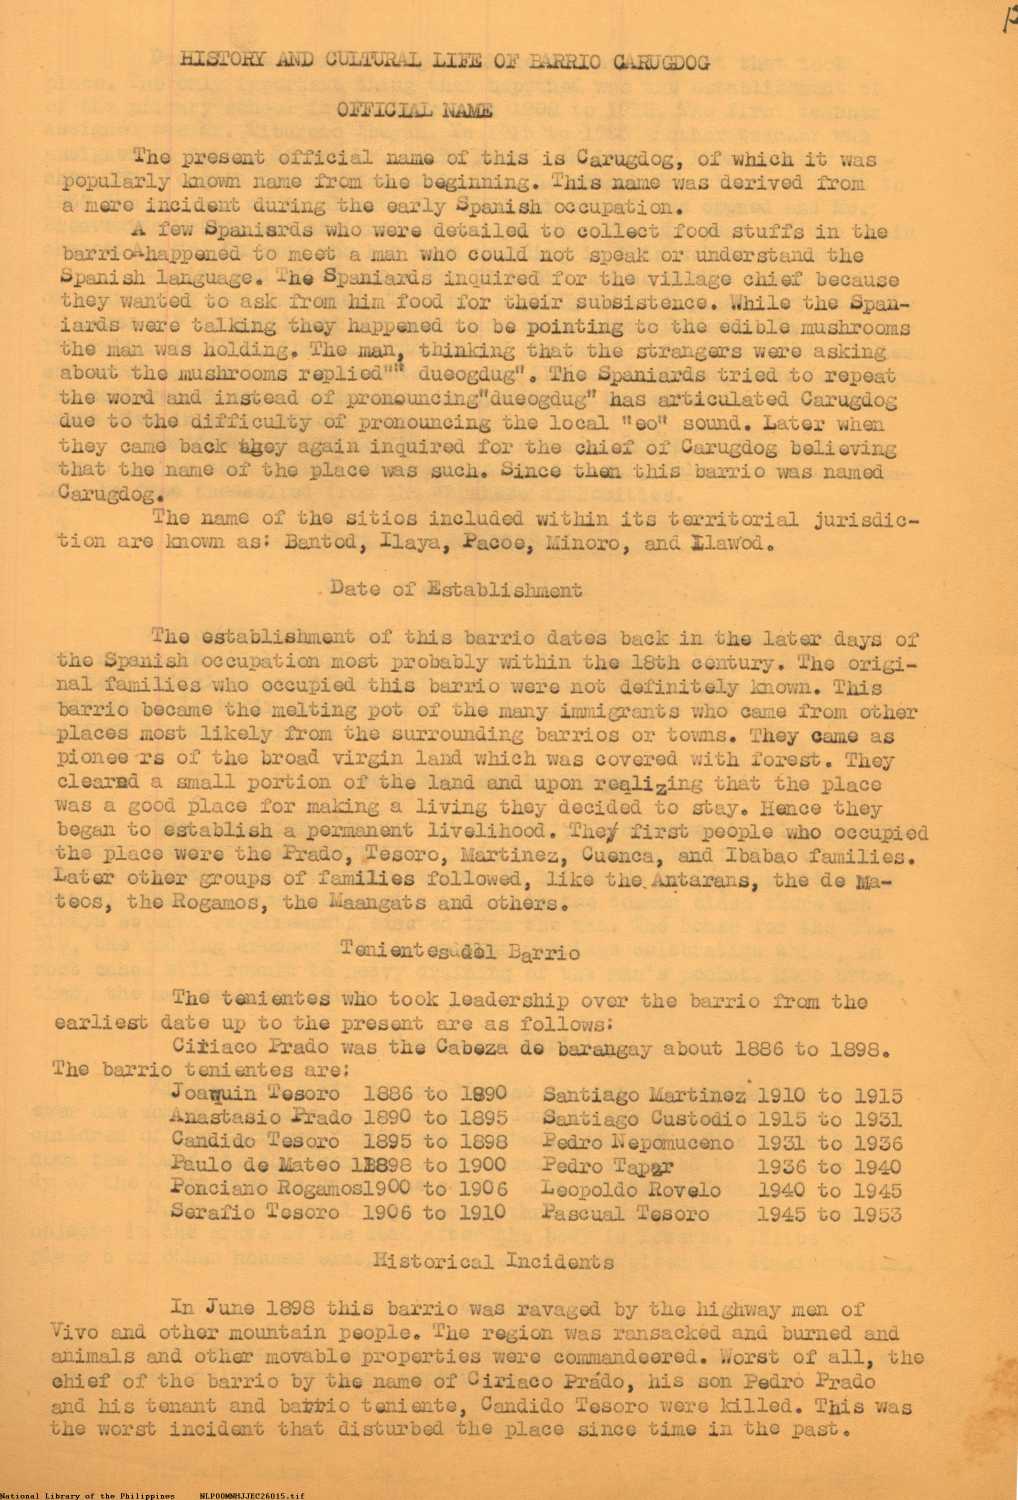 HISTORY AND CULTURAL LIFE OF BARRIO CARUGDOG
OFFICIAL NAME
The present official name of this is Carugdog, of which it was
popularly known name from the beginning. This name was derived from
a mere incident during the early Spanish occupation.
A few Spanisrds who were detailed to collect food stuffs in the
barrio happened to meet a man who could not speak or understand the
Spanish language. The Spaniards inquired for the village chief because
they wanted to ask from him food for their subsistence. While the Span-
iards were talking they happened to be pointing to the edible mushrooms
the man was holding. The man, thinking that the strangers were asking
about the mushrooms replied"" dueogdug". The Spaniards tried to repeat
the word and instead of pronouncing"dueogdug" has articulated Carugdog
due to the difficulty of pronouncing the local "eo" sound. Later when
they came back they again inquired for the chief of Carugdog believing
that the name of the place was such. Since then this barrio was named
Carugdog.
The name of the sitios included within its territorial jurisdic-
tion are known as: Bantod, Ilaya, Pacoe, Minoro, and Ilawod.
Date of Establishment
The establishment of this barrio dates back in the later days of
the Spanish occupation most probably within the 18th century. The origi-
nal families who occupied this barrio were not definitely known. This
barrio became the melting pot of the many immigrants who came from other
places most likely from the surrounding barrios or towns. They came as
pionee rs of the broad virgin land which was covered with forest. They
cleared a small portion of the land and upon realizing that the place
was a good place for making a living they decided to stay. Hence they
began to establish a permanent livelihood. They first people who occupied
the place were the Prado, Tesoro, Martinez, Cuenca, and Ibabao families.
Later other groups of families followed, like the Antarans, the de Ma-
teos, the Rogamos, the Maangats and others.
Tenientes del Barrio
The tenientes who took leadership over the barrio from the
earliest date up to the present are as follows:
Ciriaco Prado was the Cabeza de barangay about 1886 to 1898.
The barrio tenientes are:
Joaquin Tesoro 1886 to 1890 Santiago Martinez 1910 to 1915
Anastasio Prado 1890 to 1895 Santiago Custodio 1915 to 1931
Candido Tesoro 1895 to 1898 Pedro Nepomuceno 1931 to 1936
Paulo de Mateo 1898 to 1900 Pedro Tapar 1936 to 1940
Ponciano Rogamos1900 to 1906 Leopoldo Rovelo 1940 to 1945
Serafio Tesoro 1906 to 1910 Pascual Tesoro 1945 to 1953
Historical Incidents
In June 1898 this barrio was ravaged by the highway men of
Vivo and other mountain people. The region was ransacked and burned and
animals and other movable properties were commandeered. Worst of all, the
chief of the barrio by the name of Ciriaco Prado, his son Pedro Prado
and his tenant and barrio teniente, Candido Tesoro were killed. This was
the worst incident that disturbed the place since time in the past.
National Library of the Philippines NLPOOMNHJJEC26015.tif